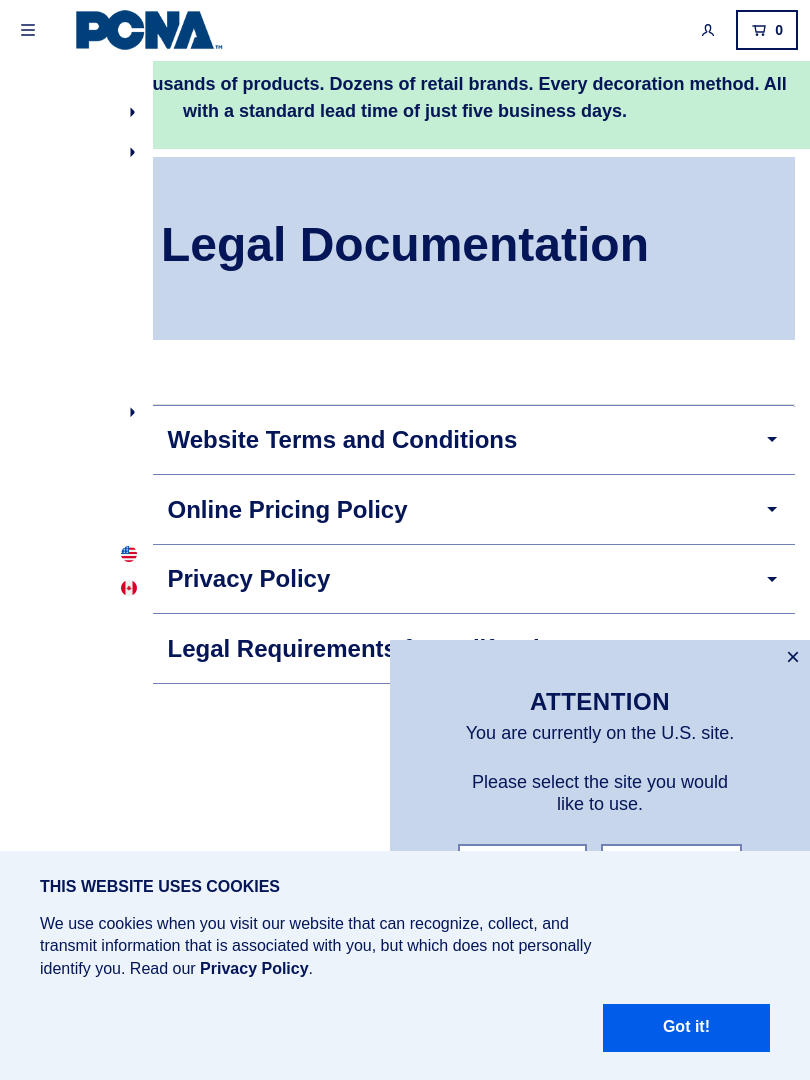 PCNA™
0
usands of products. Dozens of retail brands. Every decoration method. All
with a standard lead time of just five business days.
Legal Documentation
Website Terms and Conditions
Online Pricing Policy
Privacy Policy
Legal Requirements
ATTENTION
You are currently on the U.S. site.
Please select the site you would
like to use.
THIS WEBSITE USES COOKIES
We use cookies when you visit our website that can recognize, collect, and
transmit information that is associated with you, but which does not personally
identify you. Read our Privacy Policy.
Got it!